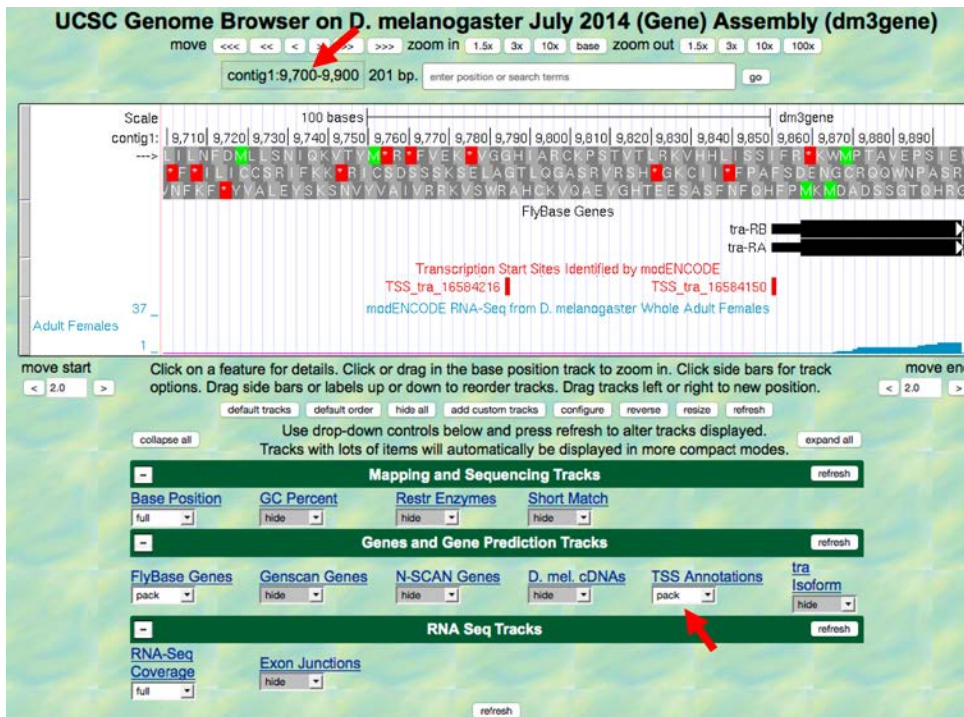 UCSC Genome Browser on D. melanogaster July 2014 (Gene) Assembly (dm3gene)
move <<< << < > >> >>> zoom in 1.5x 3x 10x base zoom out 1.5x 3x 10x 100x
contig1:9,700-9,900 201 bp. enter position or search terms go
Scale 100 bases dm3gene
contig1: 9,710 9,720 9,730 9,740 9,750 9,760 9,770 9,780 9,790 9,800 9,810 9,820 9,830 9,840 9,850 9,860 9,870 9,880 9,890
--->
FlyBase Genes
tra-RB
tra-RA
Transcription Start Sites Identified by modENCODE
TSS_tra_16584216 TSS_tra_16584150
modENCODE RNA-Seq from D. melanogaster Whole Adult Females
37 _
Adult Females
1 _
move start Click on a feature for details. Click or drag in the base position track to zoom in. Click side bars for track move en
< 2.0 > options. Drag side bars or labels up or down to reorder tracks. Drag tracks left or right to new position. < 2.0 >
default tracks default order hide all add custom tracks configure reverse resize refresh
collapse all Use drop-down controls below and press refresh to alter tracks displayed. expand all
Tracks with lots of items will automatically be displayed in more compact modes.
- Mapping and Sequencing Tracks refresh
Base Position GC Percent Restr Enzymes Short Match
full hide hide hide
- Genes and Gene Prediction Tracks refresh
FlyBase Genes Genscan Genes N-SCAN Genes D. mel. cDNAs TSS Annotations tra Isoform
pack hide hide hide pack hide
- RNA Seq Tracks refresh
RNA-Seq Coverage Exon Junctions
full hide
refresh